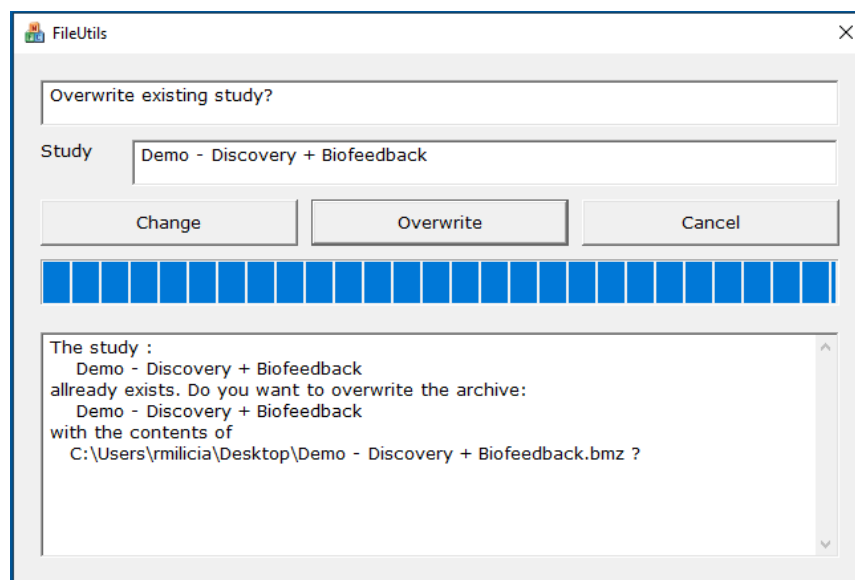 FileUtils
Overwrite existing study?
Study
Demo - Discovery + Biofeedback
Change
Overwrite
Cancel
The study :
Demo - Discovery + Biofeedback
allready exists. Do you want to overwrite the archive:
Demo - Discovery + Biofeedback
with the contents of
C:\Users\rmilicia\Desktop\Demo - Discovery + Biofeedback.bmz ?